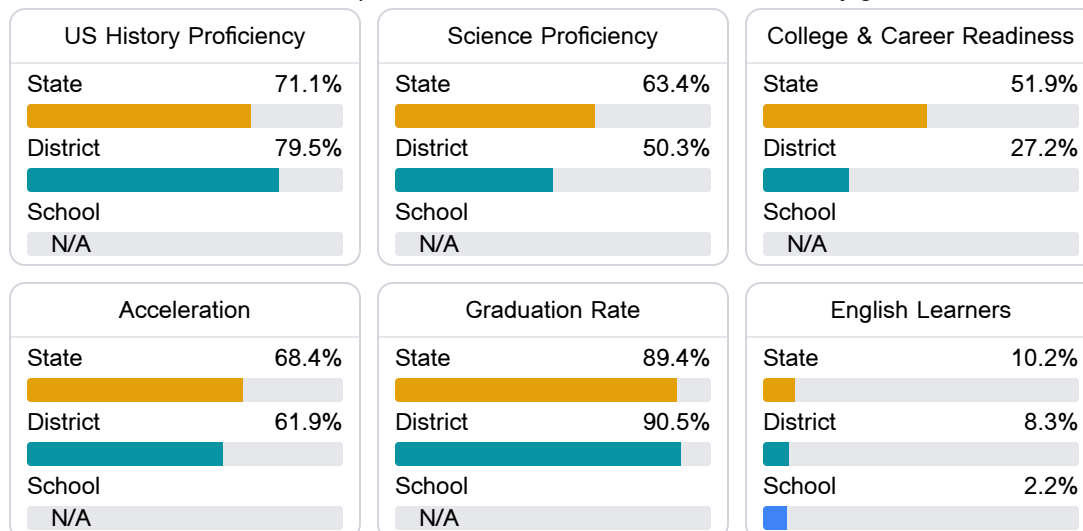 US History Proficiency
State 71.1%
District 79.5%
School
N/A
Science Proficiency
State 63.4%
District 50.3%
School
N/A
College & Career Readiness
State 51.9%
District 27.2%
School
N/A
Acceleration
State 68.4%
District 61.9%
School
N/A
Graduation Rate
State 89.4%
District 90.5%
School
N/A
English Learners
State 10.2%
District 8.3%
School 2.2%